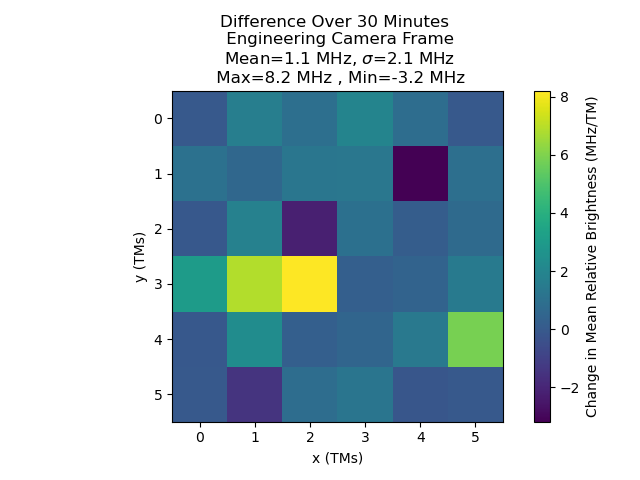 Difference Over 30 Minutes
Engineering Camera Frame
Mean=1.1 MHz, σ=2.1 MHz
Max=8.2 MHz , Min=-3.2 MHz
0
1
2
3
4
5
y (TMs)
0 1 2 3 4 5
x (TMs)
8
6
4
2
0
−2
Change in Mean Relative Brightness (MHz/TM)